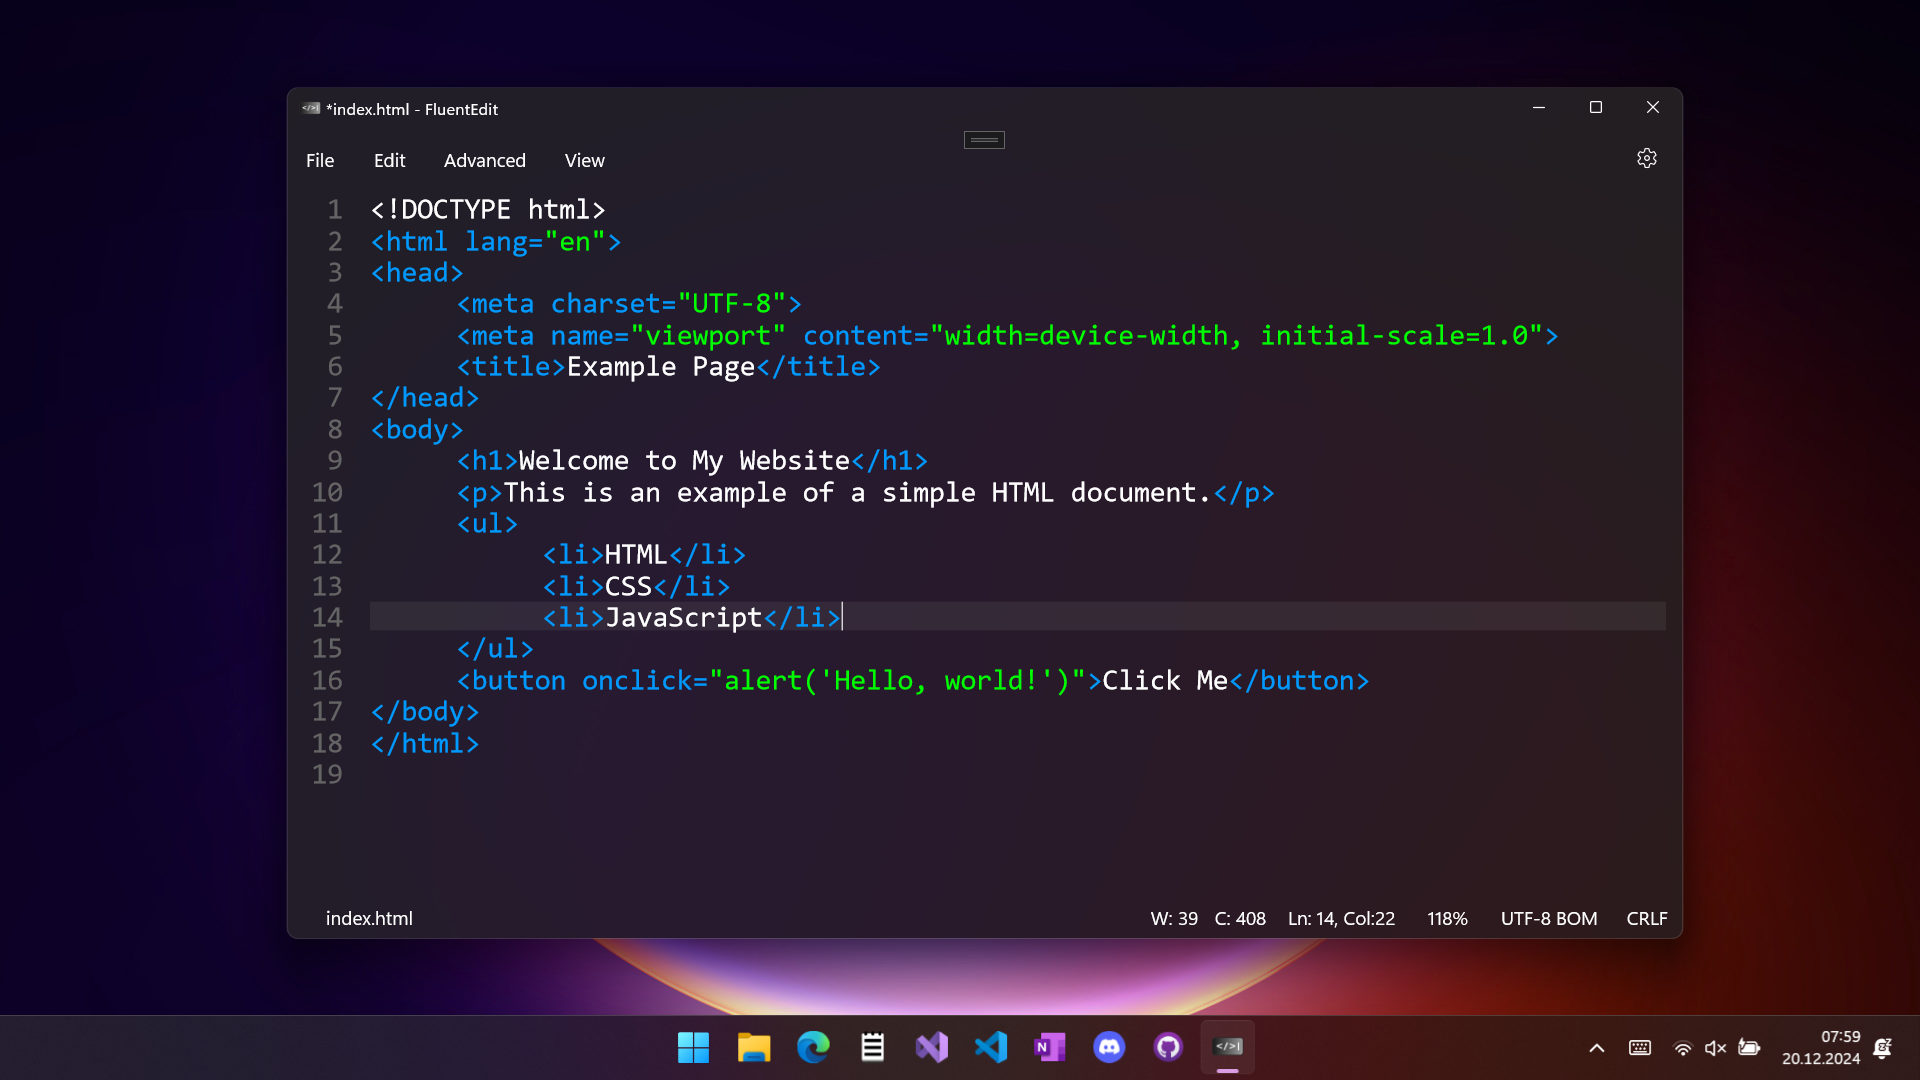 *index.html - FluentEdit
File Edit Advanced View
1 <!DOCTYPE html>
2 <html lang="en">
3 <head>
4 <meta charset="UTF-8">
5 <meta name="viewport" content="width=device-width, initial-scale=1.0">
6 <title>Example Page</title>
7 </head>
8 <body>
9 <h1>Welcome to My Website</h1>
10 <p>This is an example of a simple HTML document.</p>
11 <ul>
12 <li>HTML</li>
13 <li>CSS</li>
14 <li>JavaScript</li>
15 </ul>
16 <button onclick="alert('Hello, world!')">Click Me</button>
17 </body>
18 </html>
19
index.html W: 39 C: 408 Ln: 14, Col:22 118% UTF-8 BOM CRLF
07:59
20.12.2024